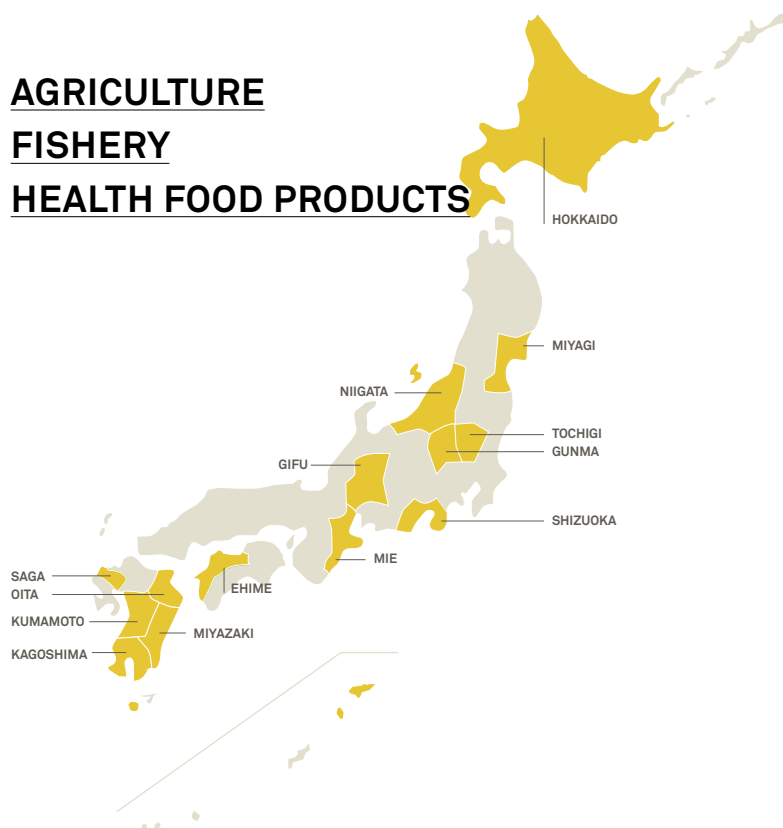 AGRICULTURE
FISHERY
HEALTH FOOD PRODUCTS
HOKKAIDO
MIYAGI
NIIGATA
TOCHIGI
GUNMA
GIFU
SHIZUOKA
MIE
SAGA
EHIME
OITA
KUMAMOTO
MIYAZAKI
KAGOSHIMA